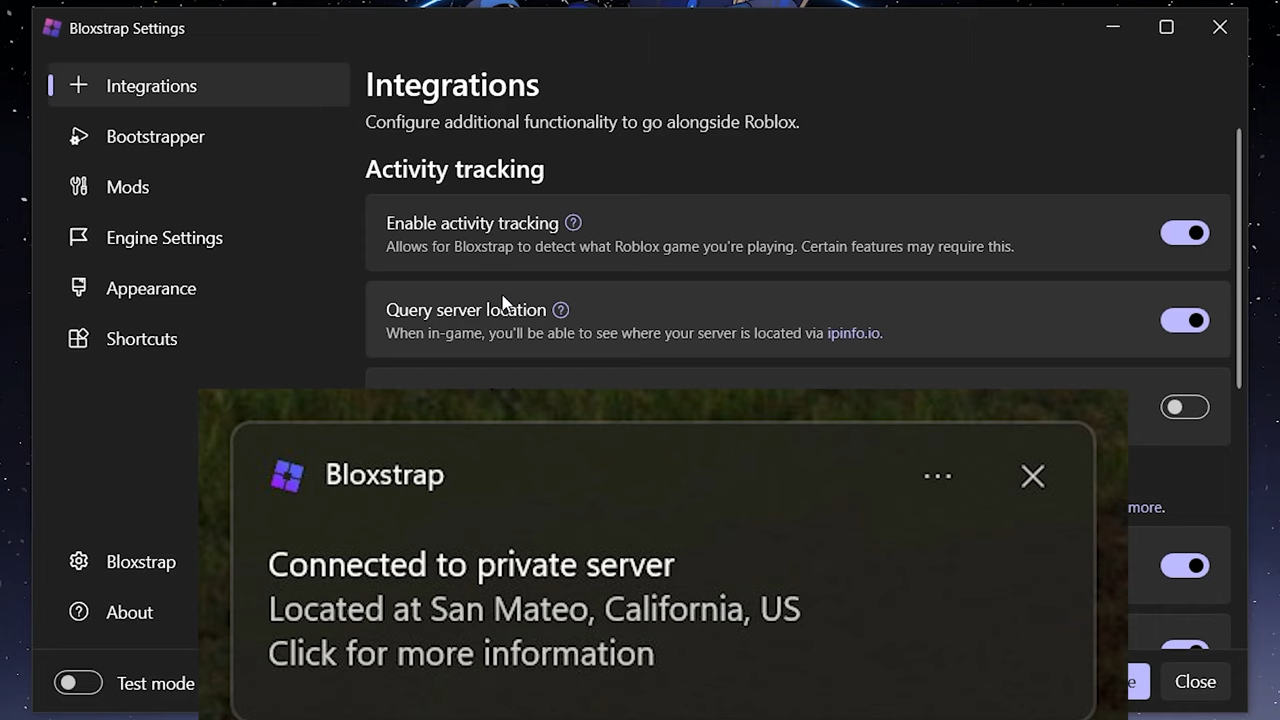 Bloxstrap Settings
Integrations
Bootstrapper
Mods
Engine Settings
Appearance
Shortcuts
Bloxstrap
About
Test mode
Integrations
Configure additional functionality to go alongside Roblox.
Activity tracking
Enable activity tracking
Allows for Bloxstrap to detect what Roblox game you're playing. Certain features may require this.
Query server location
When in-game, you'll be able to see where your server is located via ipinfo.io.
more.
Close
Bloxstrap
Connected to private server
Located at San Mateo, California, US
Click for more information